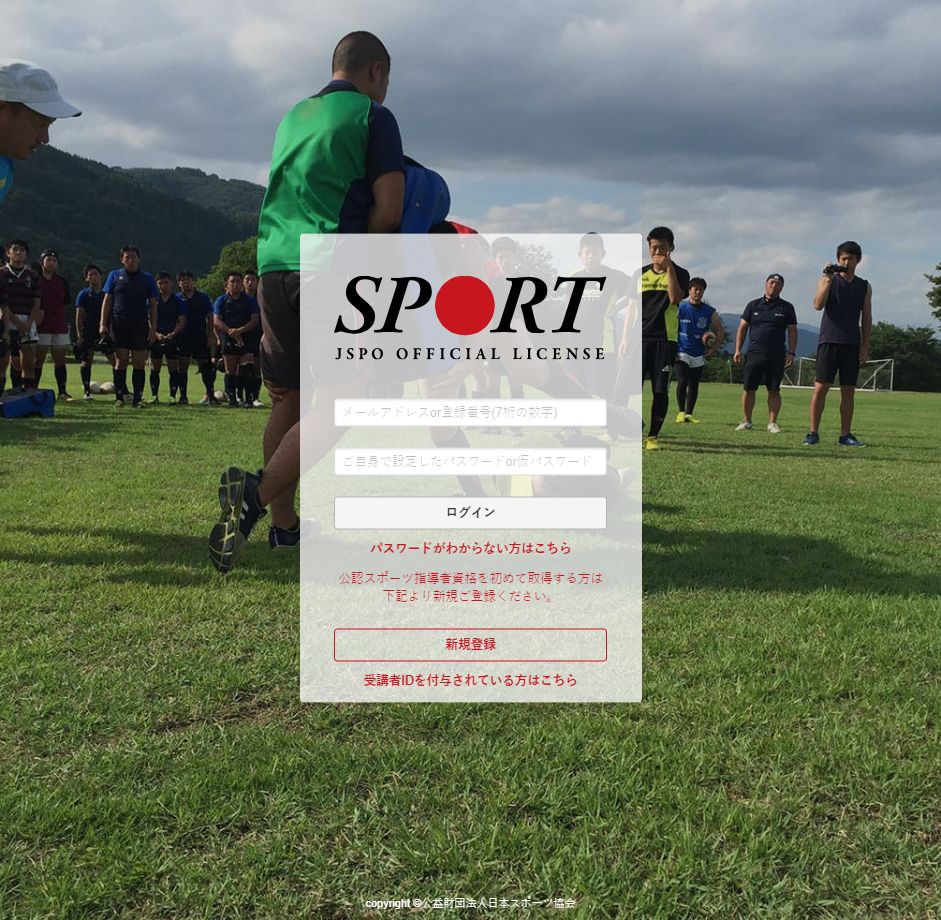 SPORT
JSPO OFFICIAL LICENSE
メールアドレスor登録番号(7桁の数字)
ご自身で設定したパスワードor仮パスワード
ログイン
パスワードがわからない方はこちら
公認スポーツ指導者資格を初めて取得する方は
下記より新規ご登録ください。
新規登録
受講者IDを付与されている方はこちら
copyright ©公益財団法人日本スポーツ協会